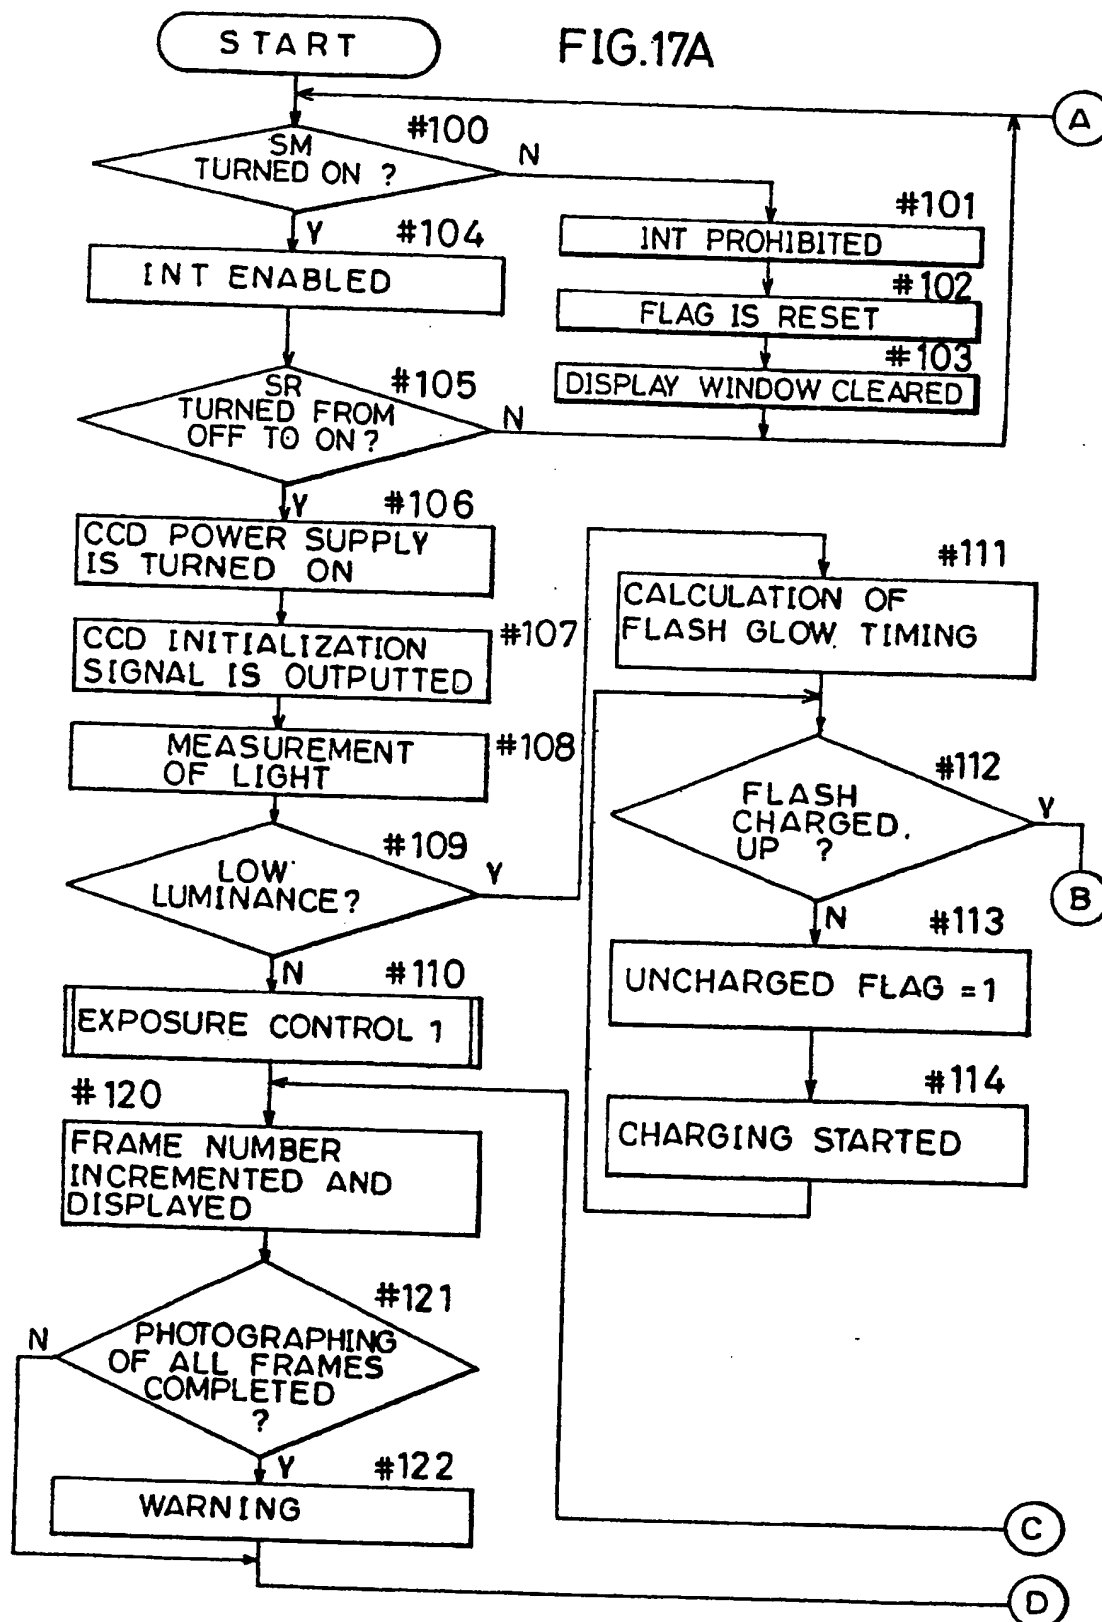 START
FIG.17A
A
#100
SM
TURNED ON ?
N
Y
#101
INT PROHIBITED
#102
FLAG IS RESET
#103
DISPLAY WINDOW CLEARED
#104
INT ENABLED
#105
SR
TURNED FROM
OFF TO ON?
N
Y
#106
CCD POWER SUPPLY
IS TURNED ON
#107
CCD INITIALIZATION
SIGNAL IS OUTPUTTED
#108
MEASUREMENT
OF LIGHT
#109
LOW
LUMINANCE?
Y
N
#110
EXPOSURE CONTROL 1
#111
CALCULATION OF
FLASH GLOW TIMING
#112
FLASH
CHARGED
UP ?
Y
B
N
#113
UNCHARGED FLAG =1
#114
CHARGING STARTED
#120
FRAME NUMBER
INCREMENTED AND
DISPLAYED
#121
PHOTOGRAPHING
OF ALL FRAMES
COMPLETED
?
N
Y
#122
WARNING
C
D